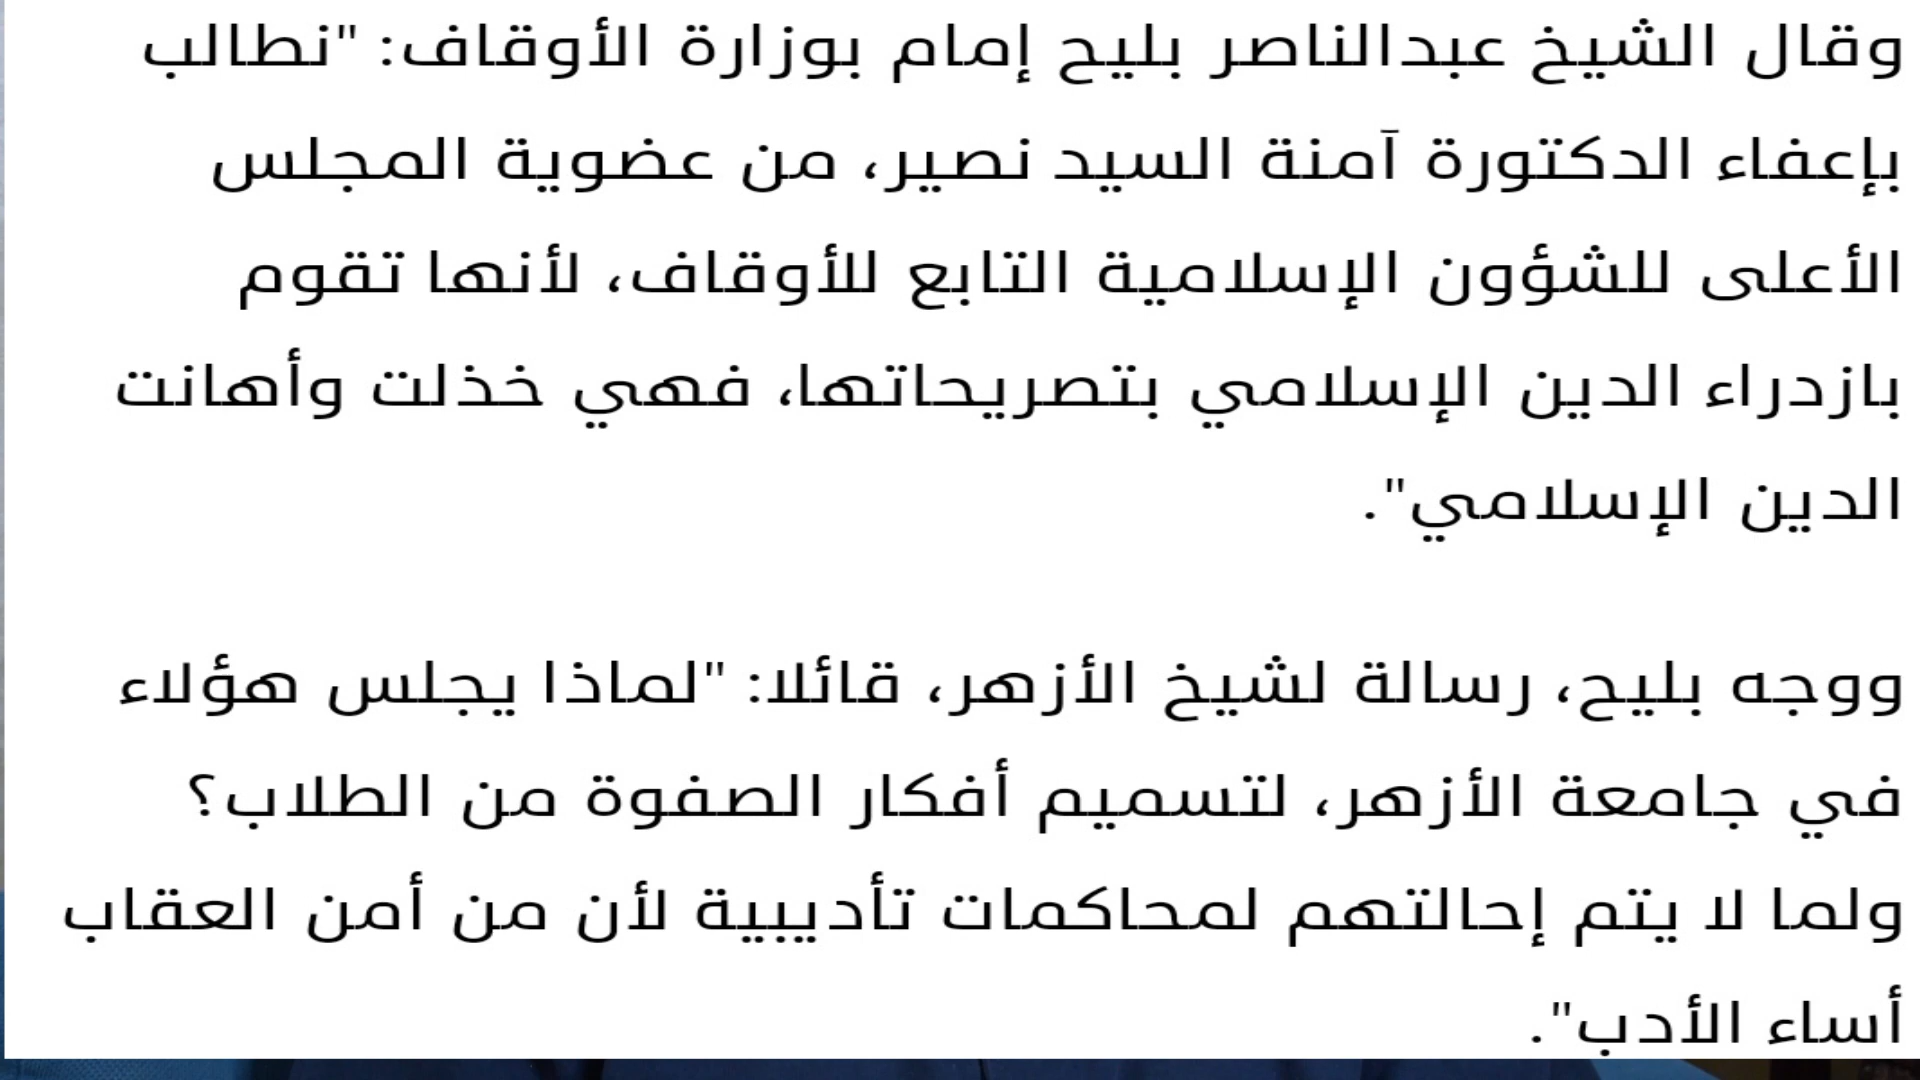 وقال الشيخ عبدالناصر بليح إمام بوزارة الأوقاف: "نطالب
بإعفاء الدكتورة آمنة السيد نصير، من عضوية المجلس
الأعلى للشؤون الإسلامية التابع للأوقاف، لأنها تقوم
بازدراء الدين الإسلامي بتصريحاتها، فهي خذلت وأهانت
الدين الإسلامي".
ووجه بليح، رسالة لشيخ الأزهر، قائلا: "لماذا يجلس هؤلاء
في جامعة الأزهر، لتسميم أفكار الصفوة من الطلاب؟
ولما لا يتم إحالتهم لمحاكمات تأديبية لأن من أمن العقاب
أساء الأدب".